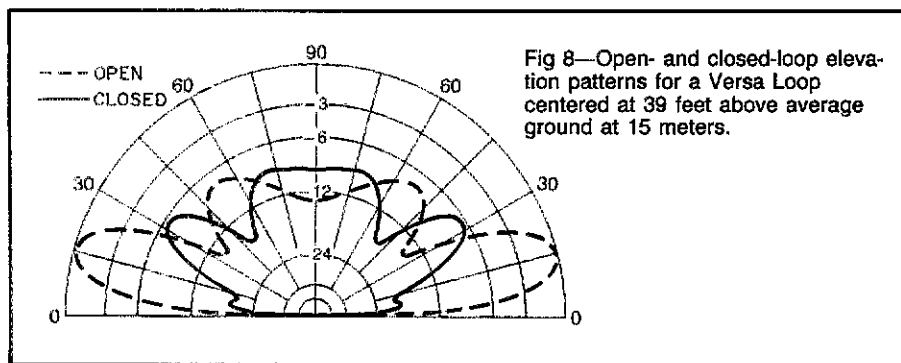 90
--- OPEN
— CLOSED
60
60
3
6
30
30
12
24
0
0
Fig 8—Open- and closed-loop eleva-
tion patterns for a Versa Loop
centered at 39 feet above average
ground at 15 meters.